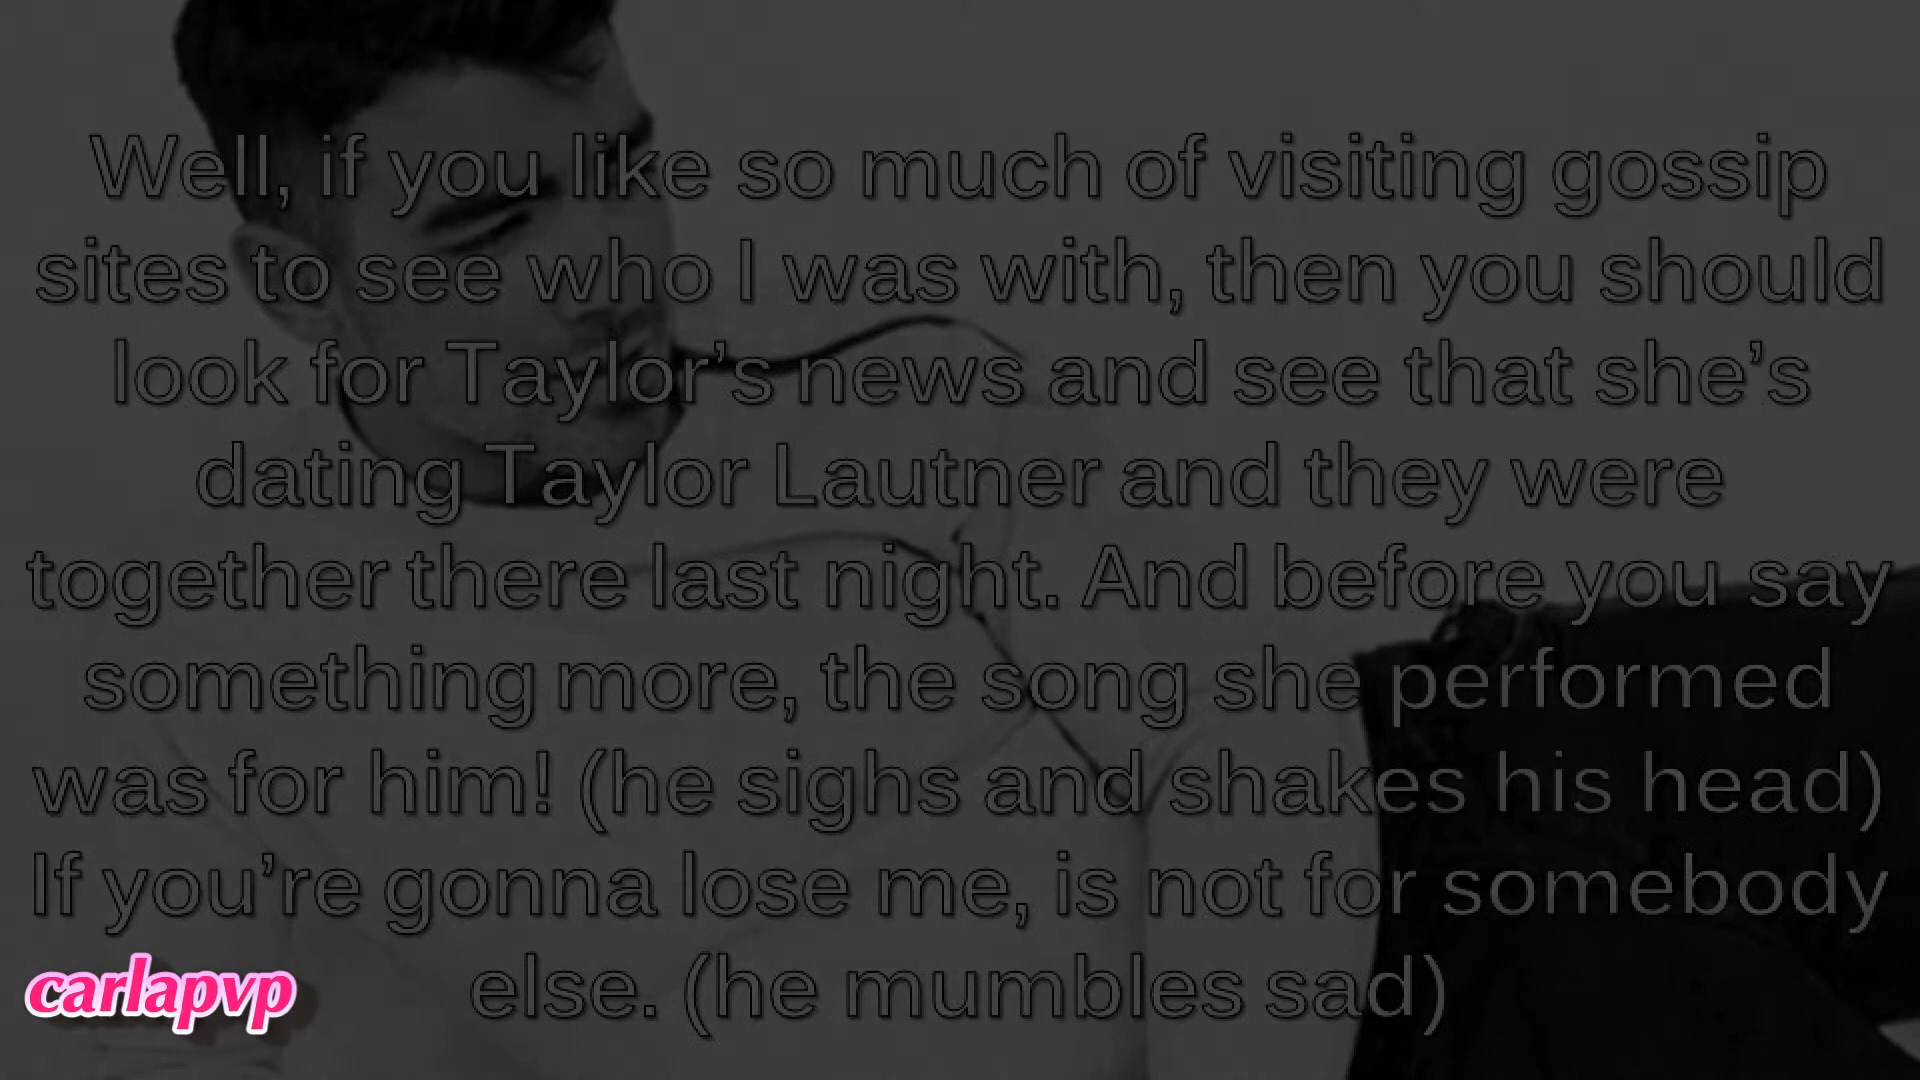 Well, if you like so much of visiting gossip
sites to see who I was with, then you should
look for Taylor’s news and see that she’s
dating Taylor Lautner and they were
together there last night. And before you say
something more, the song she performed
was for him! (he sighs and shakes his head)
If you’re gonna lose me, is not for somebody
else. (he mumbles sad)
carlapvp